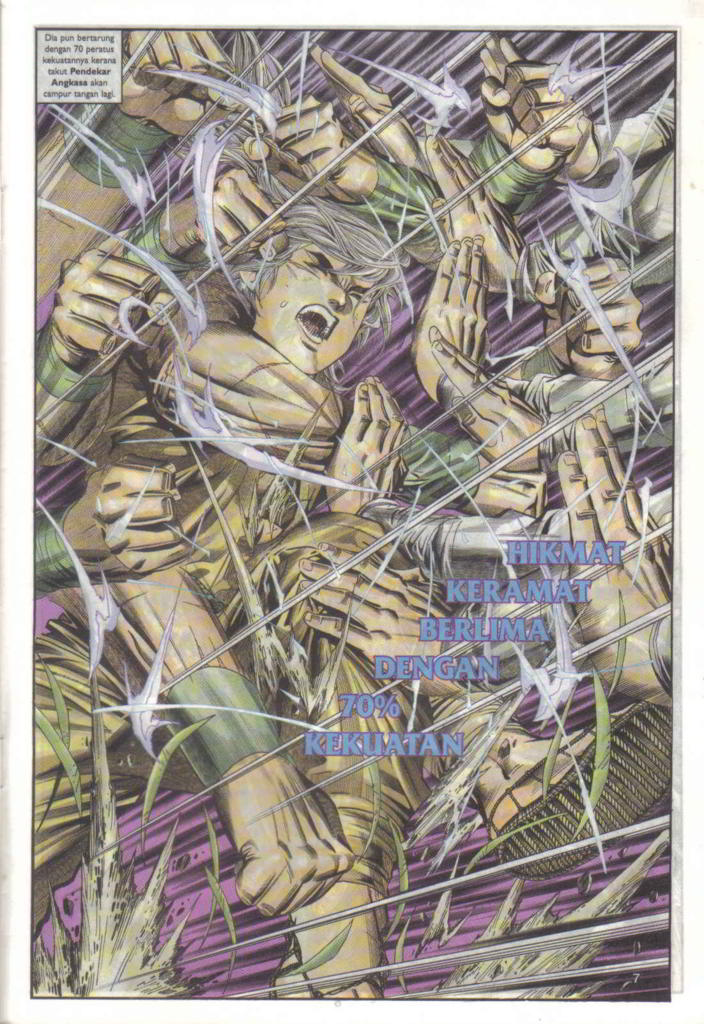 Dia pun bertarung
dengan 70 peratus
kekuatannya kerana
takut Pendekar
Angkasa akan
campur tangan lagi.
HIKMAT
KERAMAT
BERLIMA
DENGAN
70%
KEKUATAN
7